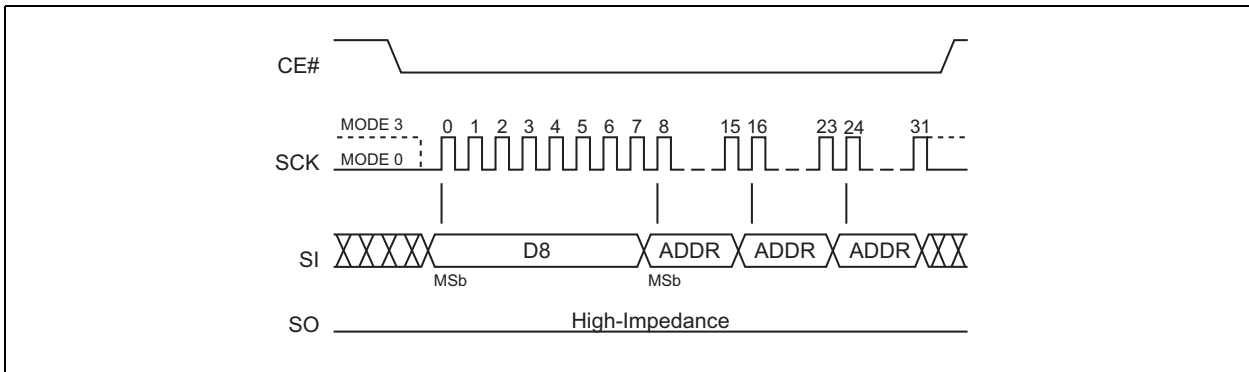 CE#
MODE 3
0 1 2 3 4 5 6 7 8 15 16 23 24 31
SCK MODE 0
SI D8 ADDR ADDR ADDR
MSb MSb
SO High-Impedance